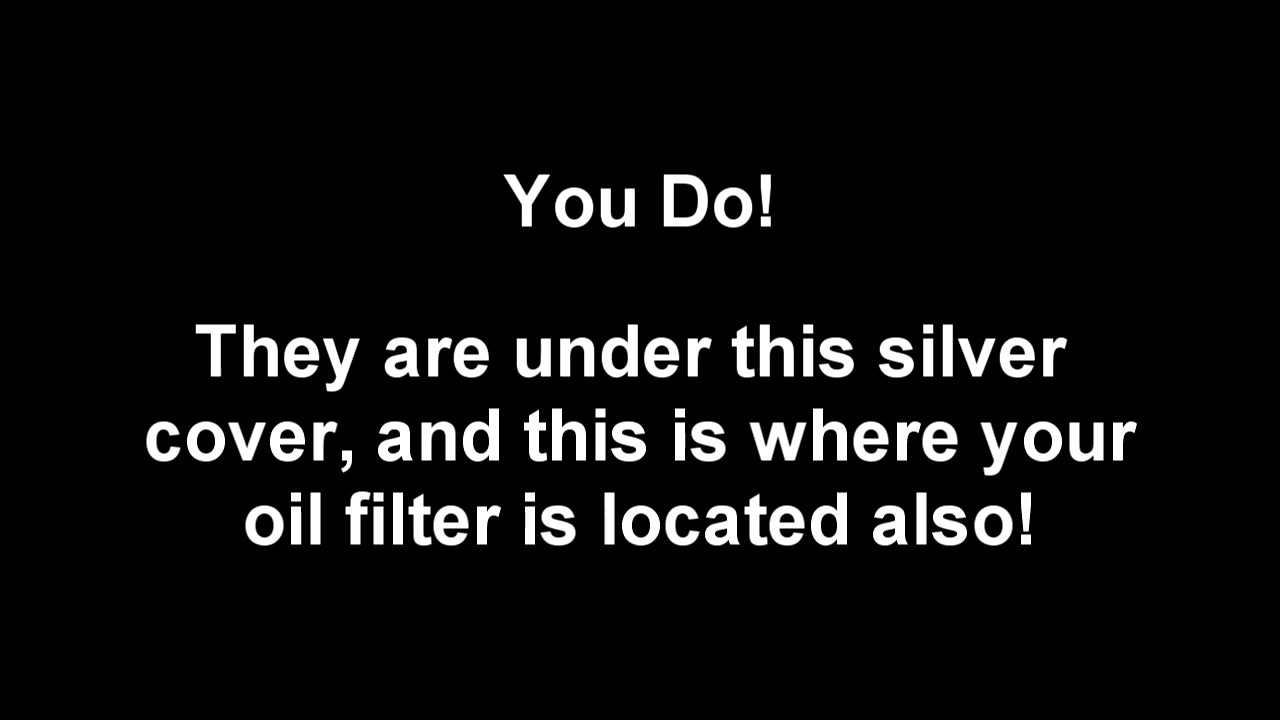 You Do!
They are under this silver
cover, and this is where your
oil filter is located also!